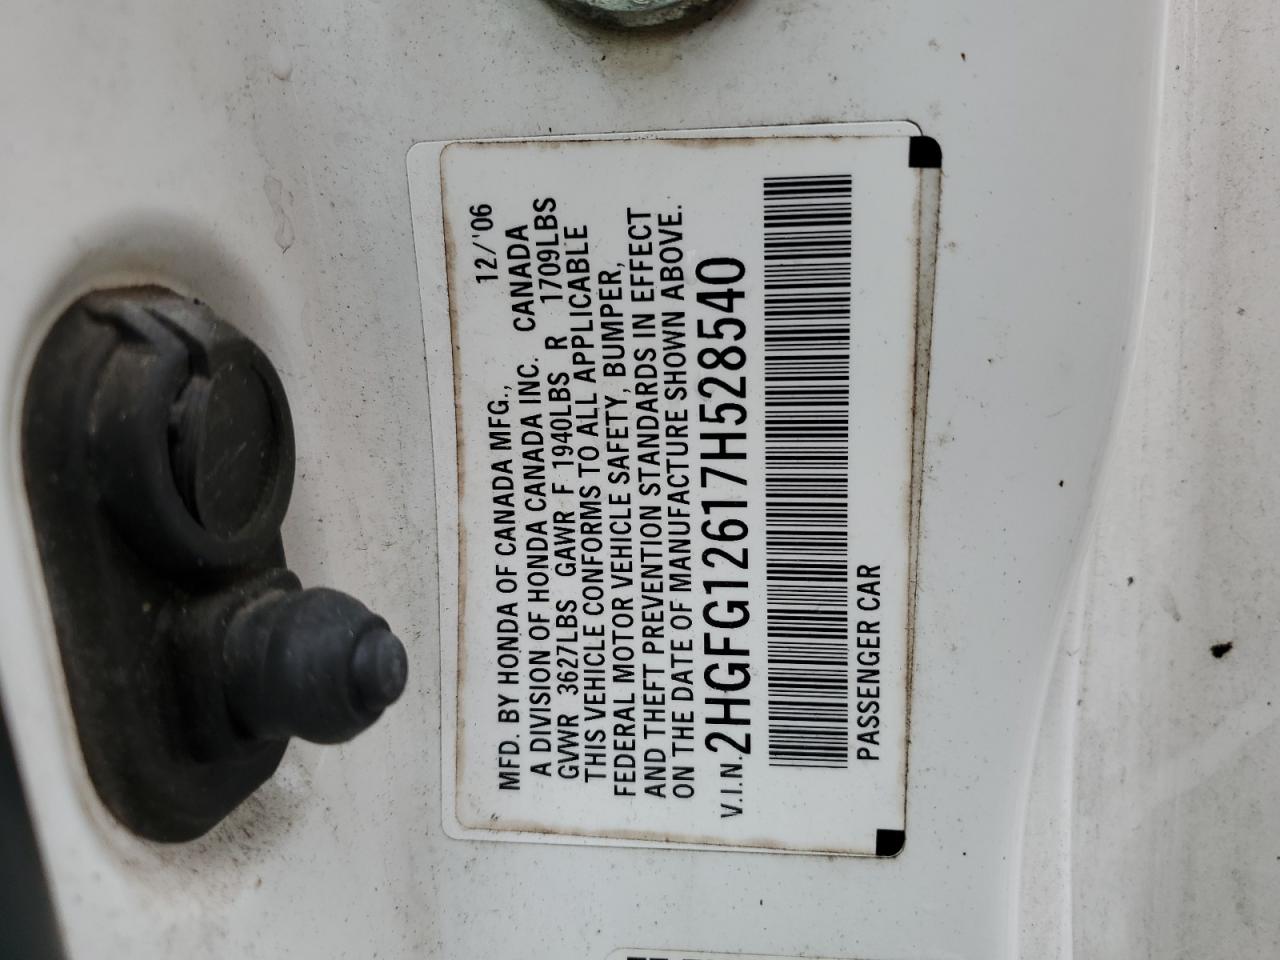 MFD. BY HONDA OF CANADA MFG., 12/'06
A DIVISION OF HONDA CANADA INC. CANADA
GVWR 3627LBS GAWR F 1940LBS R 1709LBS
THIS VEHICLE CONFORMS TO ALL APPLICABLE
FEDERAL MOTOR VEHICLE SAFETY, BUMPER,
AND THEFT PREVENTION STANDARDS IN EFFECT
ON THE DATE OF MANUFACTURE SHOWN ABOVE.
V.I.N. 2HGFG12617H528540
PASSENGER CAR